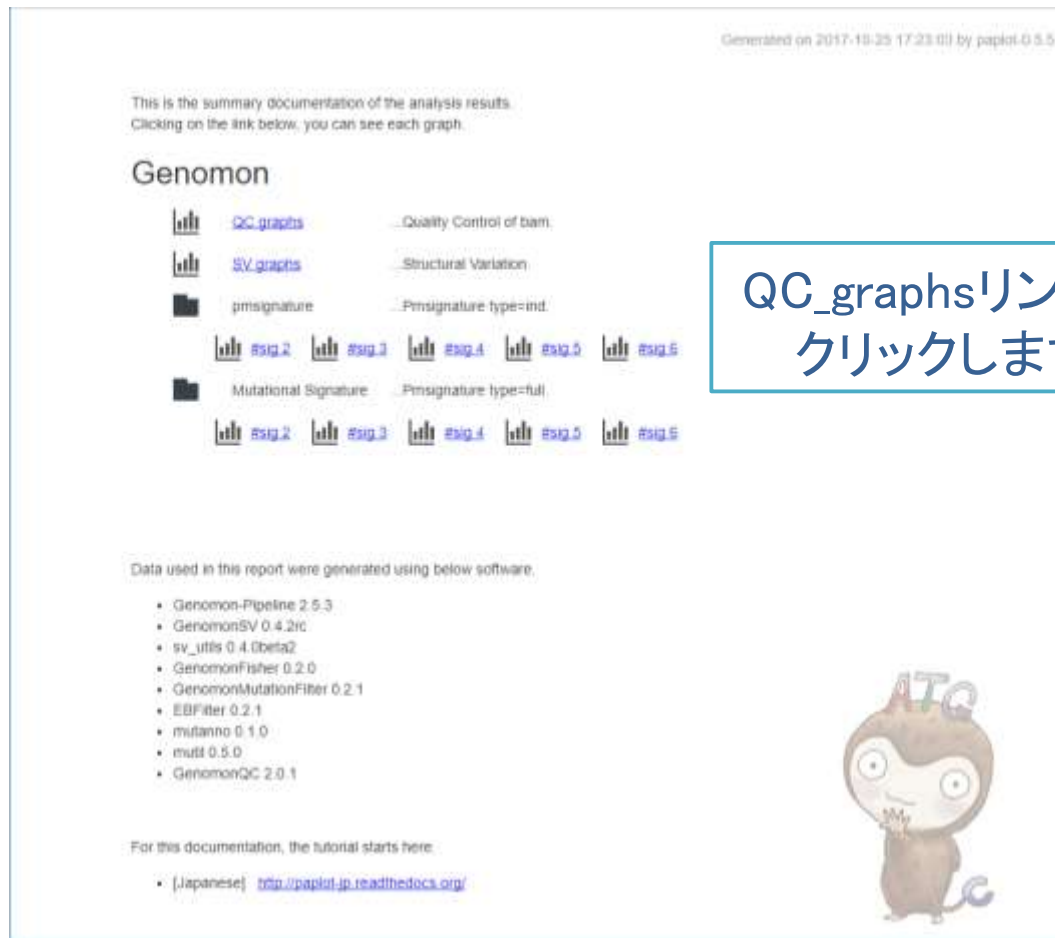 Generated on 2017-10-25 17:23:00 by paplot-0.5.5
This is the summary documentation of the analysis results.
Clicking on the link below, you can see each graph.
Genomon
QC graphs ...Quality Control of bam.
SV graphs ...Structural Variation
pmsignature ...Pmsignature type=ind.
#sig.2 #sig.3 #sig.4 #sig.5 #sig.6
Mutational Signature ...Pmsignature type=full.
#sig.2 #sig.3 #sig.4 #sig.5 #sig.6
QC_graphsリン
クリックしま
Data used in this report were generated using below software.
• Genomon-Pipeline 2.5.3
• GenomonSV 0.4.2rc
• sv_utils 0.4.0beta2
• GenomonFisher 0.2.0
• GenomonMutationFilter 0.2.1
• EBFilter 0.2.1
• mutanno 0.1.0
• mutil 0.5.0
• GenomonQC 2.0.1
ATG
C
For this documentation, the tutorial starts here.
• [Japanese] http://paplot-jp.readthedocs.org/